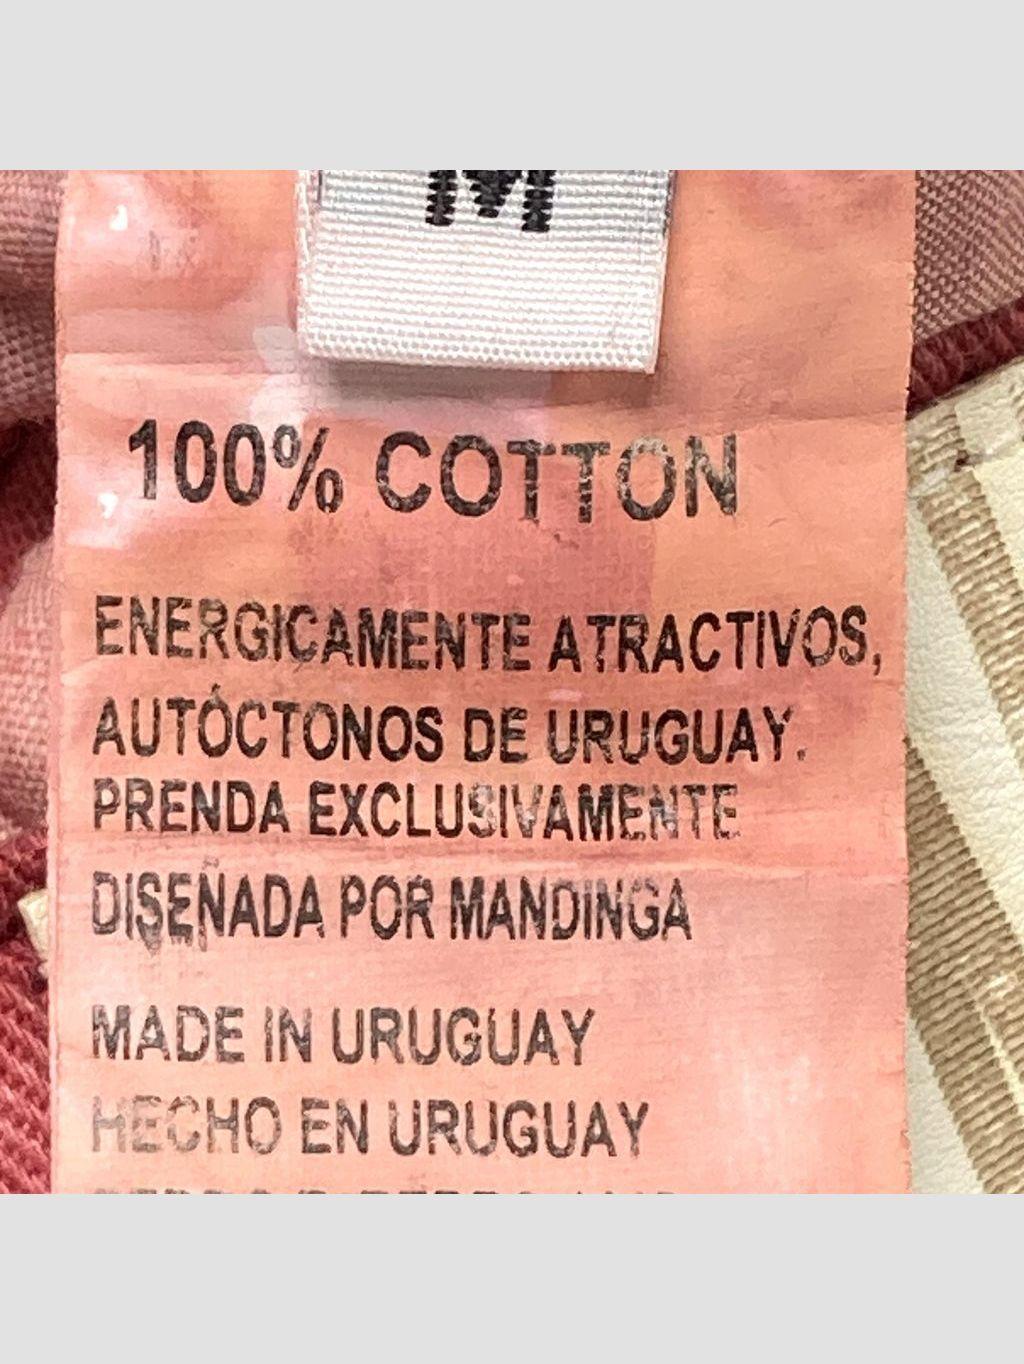 M
100% COTTON
ENERGICAMENTE ATRACTIVOS,
AUTÓCTONOS DE URUGUAY.
PRENDA EXCLUSIVAMENTE
DISEÑADA POR MANDINGA
MADE IN URUGUAY
HECHO EN URUGUAY